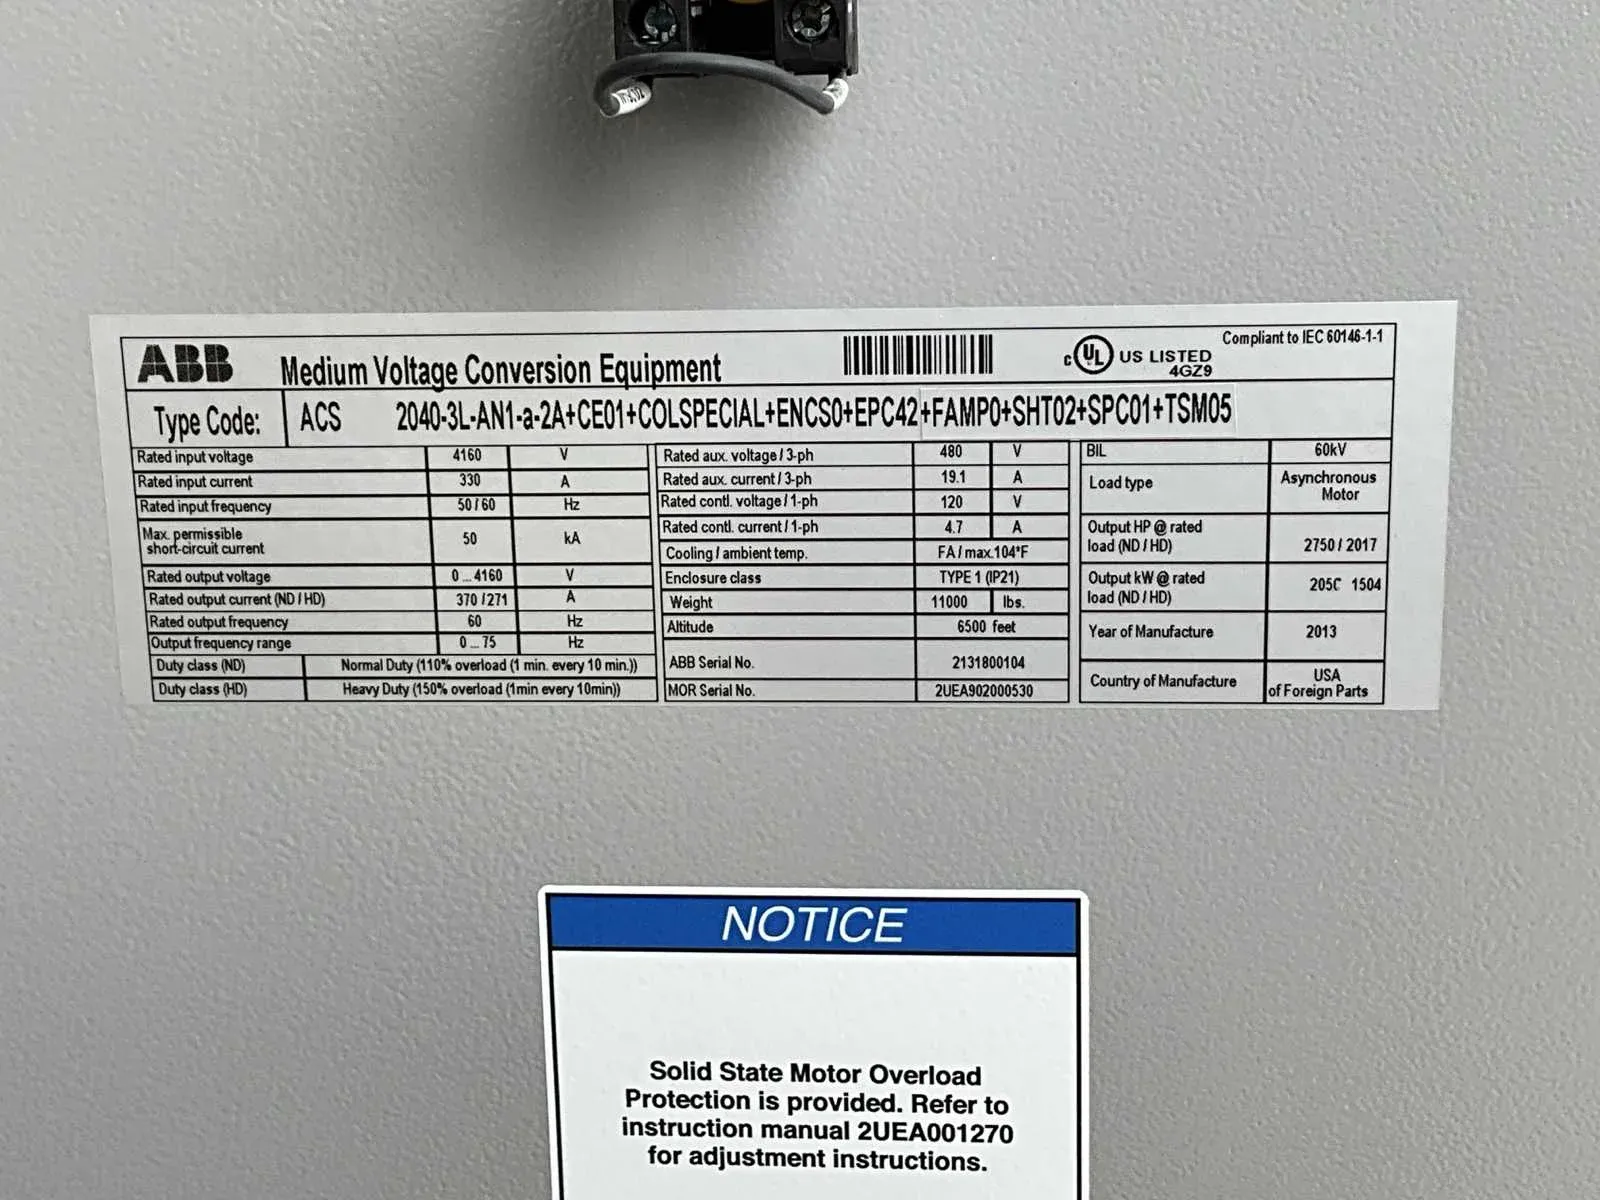 ABB Medium Voltage Conversion Equipment
c UL US LISTED 4GZ9
Compliant to IEC 60146-1-1
Type Code: ACS 2040-3L-AN1-a-2A+CE01+COLSPECIAL+ENCS0+EPC42+FAMP0+SHT02+SPC01+TSM05
Rated input voltage 4160 V
Rated input current 330 A
Rated input frequency 50/60 Hz
Max. permissible
short-circuit current 50 kA
Rated output voltage 0...4160 V
Rated output current (ND / HD) 370 / 271 A
Rated output frequency 60 Hz
Output frequency range 0...75 Hz
Duty class (ND) Normal Duty (110% overload (1 min. every 10 min.))
Duty class (HD) Heavy Duty (150% overload (1min every 10min))
Rated aux. voltage / 3-ph 480 V
Rated aux. current / 3-ph 19.1 A
Rated contl. voltage / 1-ph 120 V
Rated contl. current / 1-ph 4.7 A
Cooling / ambient temp. FA / max.104°F
Enclosure class TYPE 1 (IP21)
Weight 11000 lbs.
Altitude 6500 feet
ABB Serial No. 2131800104
MOR Serial No. 2UEA902000530
BIL 60kV
Load type Asynchronous
Motor
Output HP @ rated
load (ND / HD) 2750 / 2017
Output kW @ rated
load (ND / HD) 1504
Year of Manufacture 2013
Country of Manufacture USA
of Foreign Parts
NOTICE
Solid State Motor Overload
Protection is provided. Refer to
instruction manual 2UEA001270
for adjustment instructions.